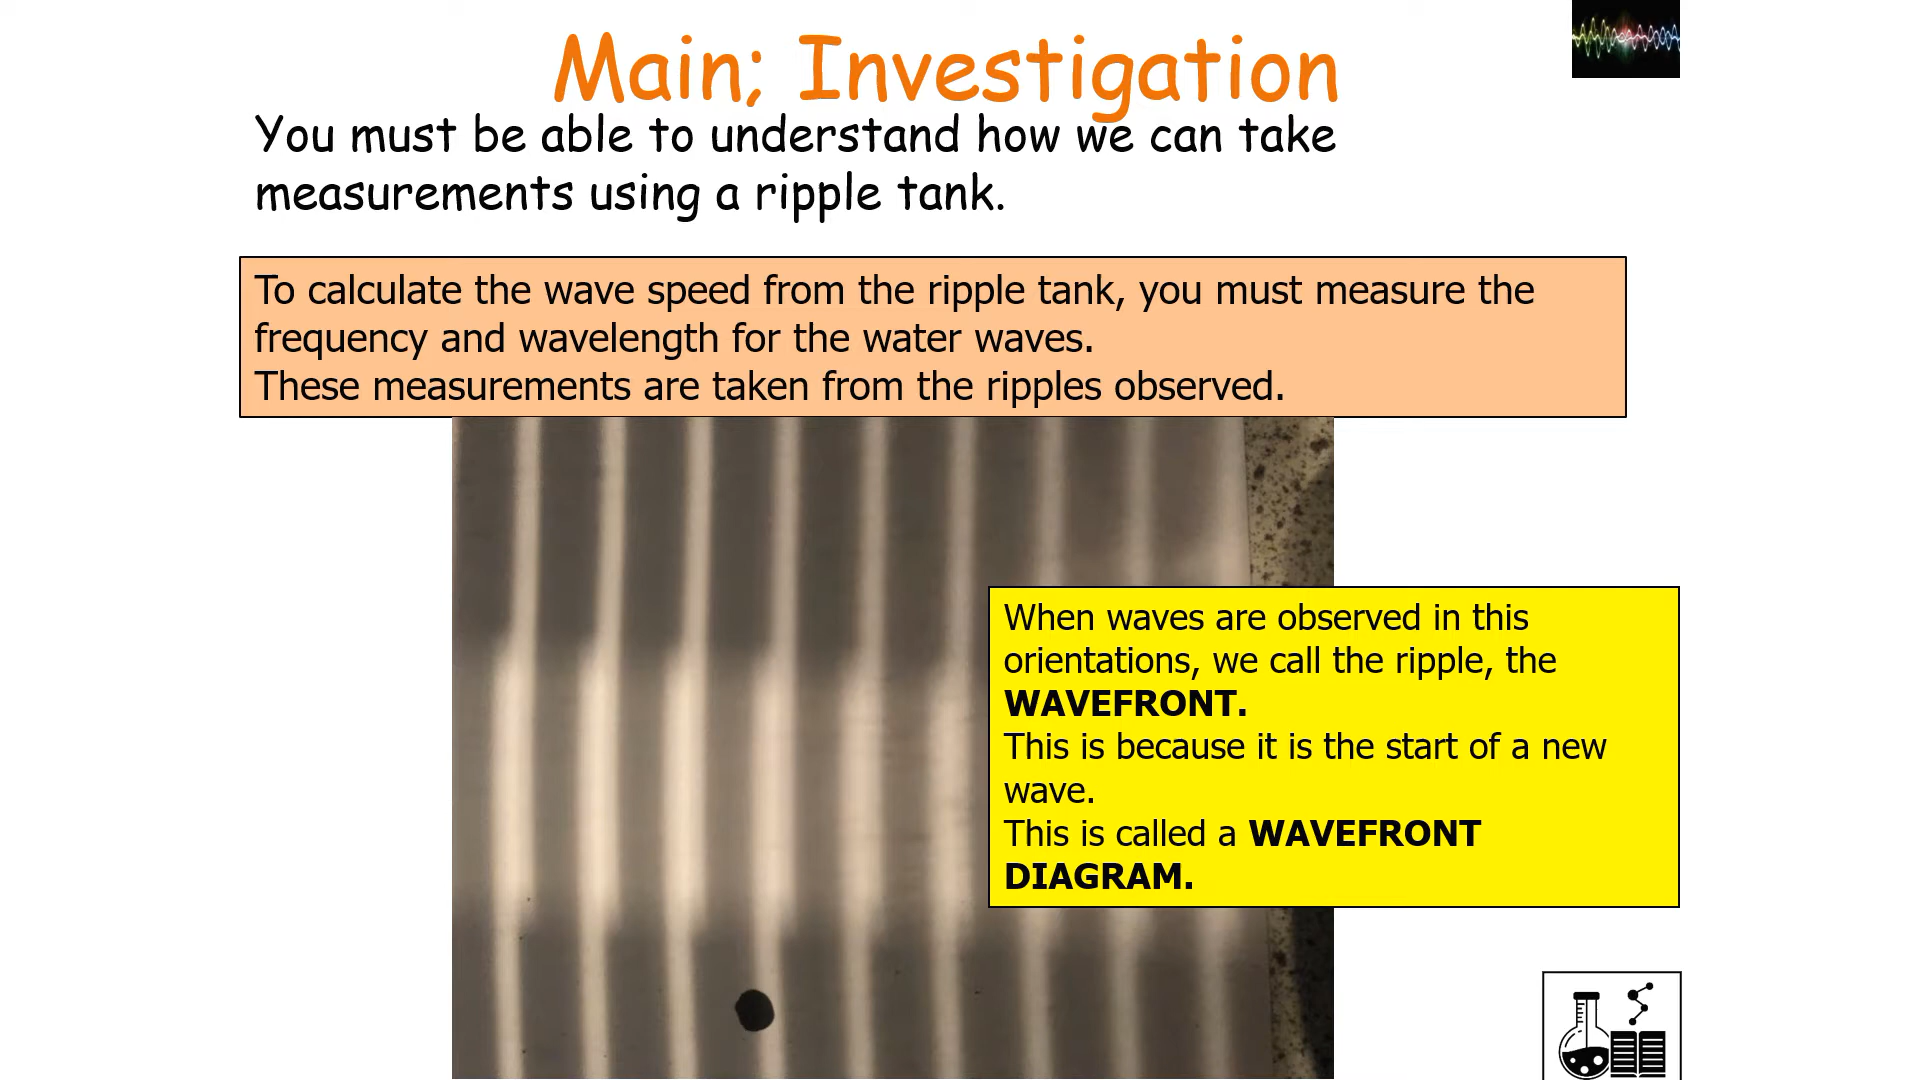 Main; Investigation
You must be able to understand how we can take
measurements using a ripple tank.
To calculate the wave speed from the ripple tank, you must measure the
frequency and wavelength for the water waves.
These measurements are taken from the ripples observed.
When waves are observed in this
orientations, we call the ripple, the
WAVEFRONT.
This is because it is the start of a new
wave.
This is called a WAVEFRONT
DIAGRAM.